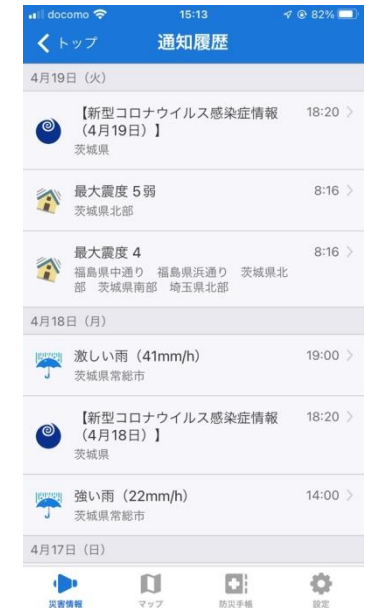 docomo 15:13 82%
トップ 通知履歴
4月19日（火）
【新型コロナウイルス感染症情報 18:20
（4月19日）】
茨城県
最大震度５弱 8:16
茨城県北部
最大震度 4 8:16
福島県中通り 福島県浜通り 茨城県北
部 茨城県南部 埼玉県北部
4月18日（月）
激しい雨（41mm/h） 19:00
茨城県常総市
【新型コロナウイルス感染症情報 18:20
（4月18日）】
茨城県
強い雨（22mm/h） 14:00
茨城県常総市
4月17日（日）
災害情報 マップ 防災手帳 設定